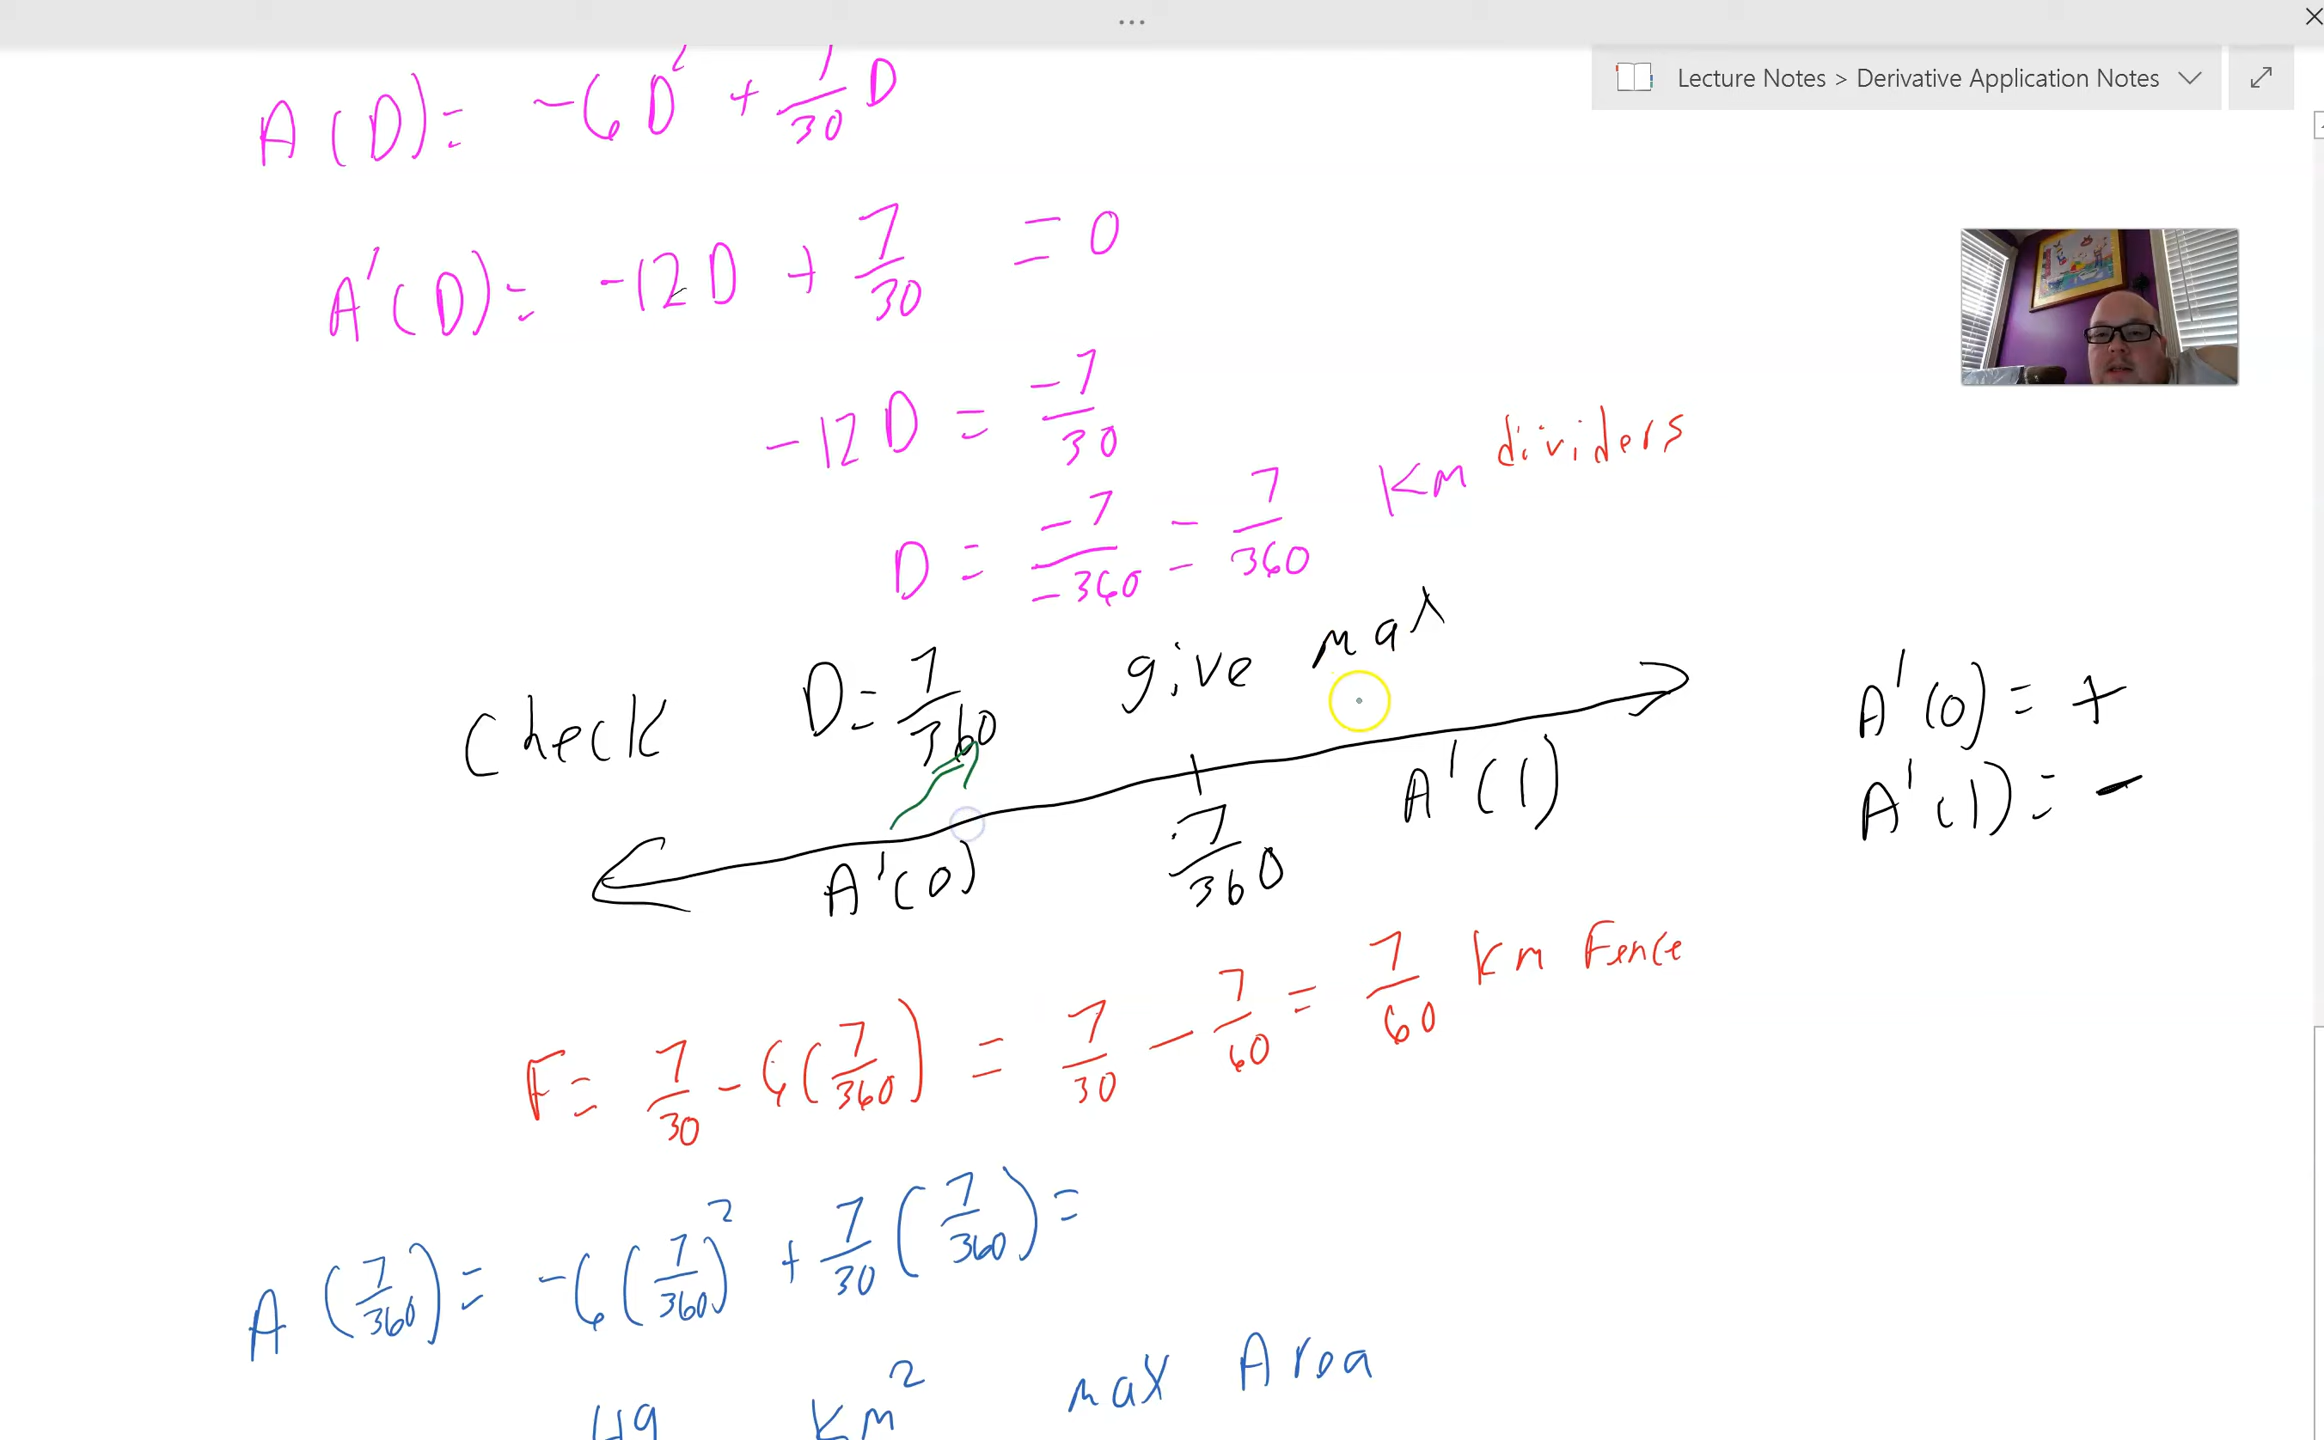 Lecture Notes > Derivative Application Notes
A(D) = -6D² + 7/30 D
A'(D) = -12D + 7/30 = 0
-12D = -7/30
D = -7/-360 = 7/360 Km dividers
Check D = 7/360 give max
A'(0) 7/360 A'(1)
A'(0) = +
A'(1) = -
F = 7/30 - 6(7/360) = 7/30 - 7/60 = 7/60 Km Fence
A(7/360) = -6(7/360)² + 7/30(7/360) =
49 Km² max Area